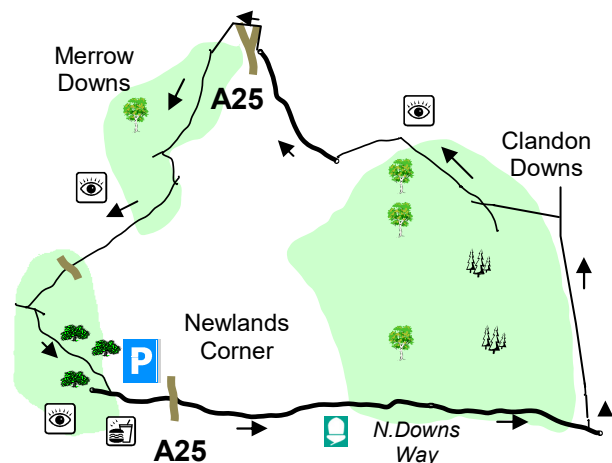 Merrow
Downs
A25
Clandon
Downs
Newlands
Corner
P
A25
N.Downs
Way